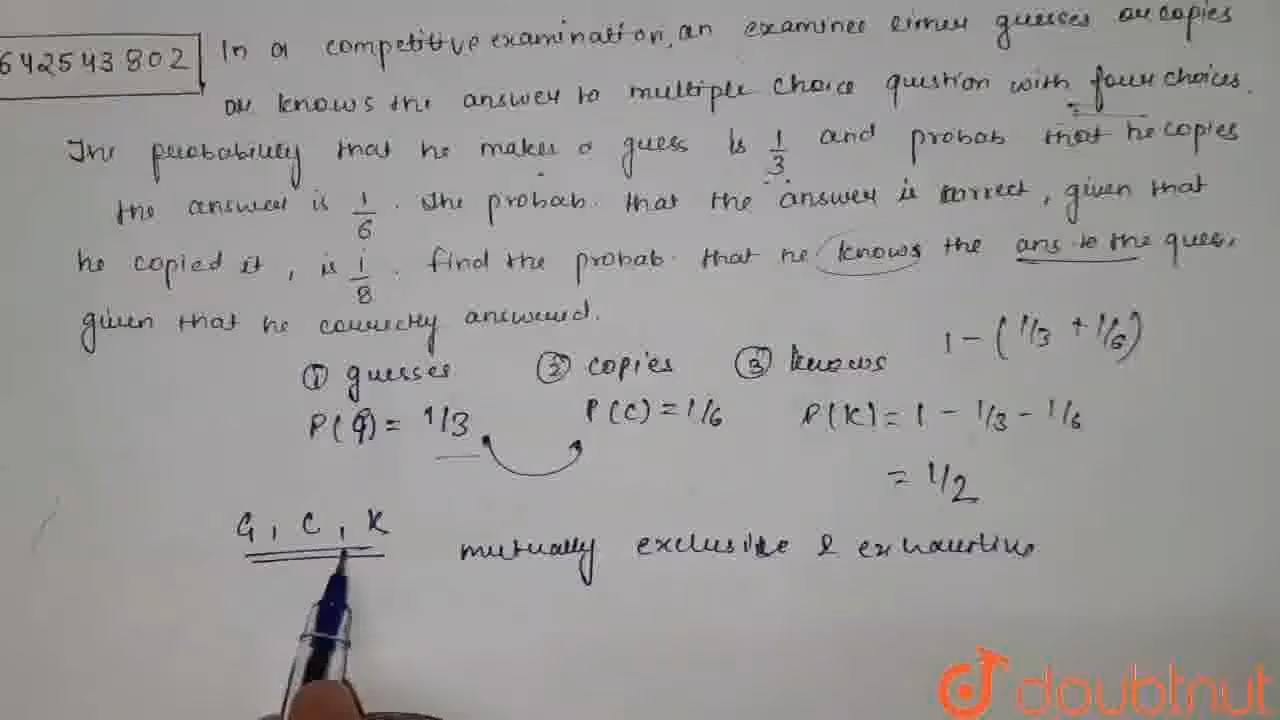 642543802
In a competitive examination, an examinee either guesses or copies
or knows the answer to multiple choice question with four choices.
The probability that he makes a guess is 1/3 and probab that he copies
the answer is 1/6. The probab. that the answer is correct, given that
he copied it, is 1/8. find the probab. that he knows the ans. to the ques.
given that he correctly answered.
1 - (1/3 + 1/6)
① guesses ② copies ③ knows
P(G) = 1/3 P(C) = 1/6 P(K) = 1 - 1/3 - 1/6
= 1/2
G, C, K mutually exclusive & exhaustive
doubtnut